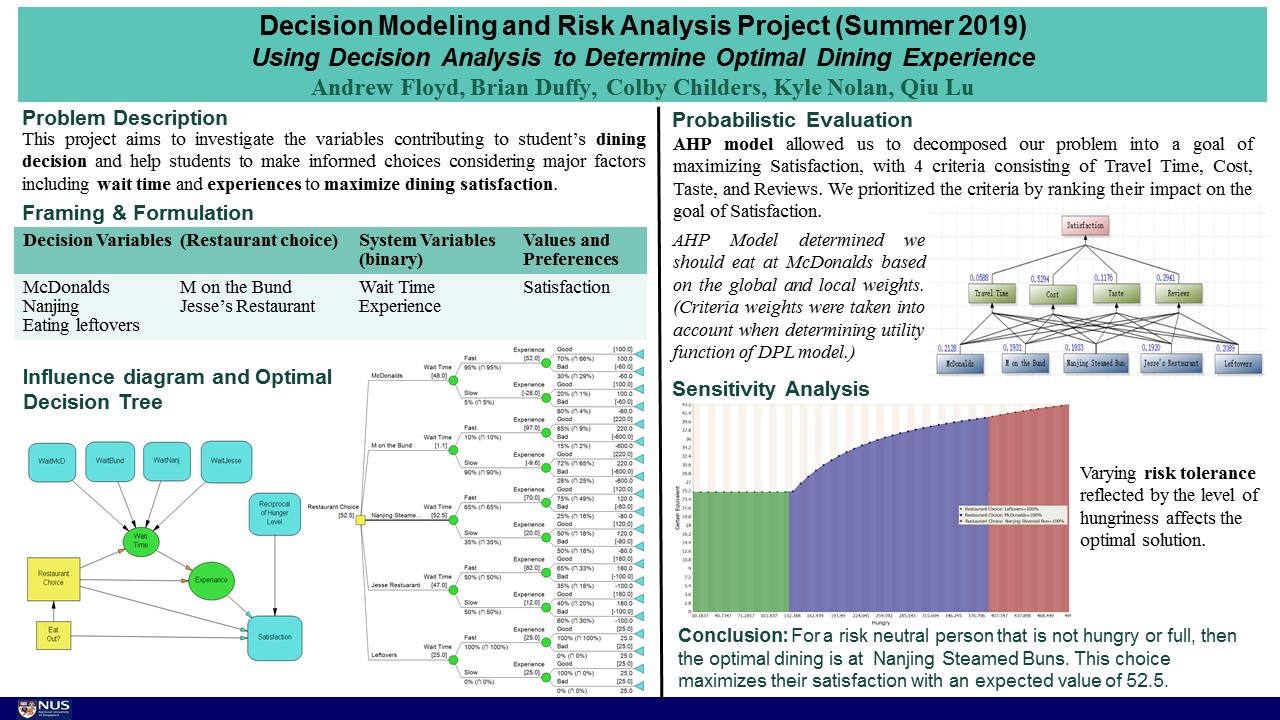 Decision Modeling and Risk Analysis Project (Summer 2019)
Using Decision Analysis to Determine Optimal Dining Experience
Andrew Floyd, Brian Duffy, Colby Childers, Kyle Nolan, Qiu Lu
Problem Description
This project aims to investigate the variables contributing to student's dining
decision and help students to make informed choices considering major factors
including wait time and experiences to maximize dining satisfaction.
Framing & Formulation
Decision Variables (Restaurant choice) System Variables (binary) Values and Preferences
McDonalds M on the Bund Wait Time Satisfaction
Nanjing Jesse's Restaurant Experience
Eating leftovers
Influence diagram and Optimal
Decision Tree
WaitMcD WaitBund WaitNanj WaitJesse
Reciprocal of Hunger Level
Wait Time
Restaurant Choice
Experiance
Eat Out?
Satisfaction
Restaurant Choice
[52.5]
McDonalds
Wait Time
[48.0]
Fast
95% (∩ 95%)
Experience
[52.0]
Good [100.0]
70% (∩ 66%) 100.0
Bad [-60.0]
30% (∩ 29%) -60.0
Slow
5% (∩ 5%)
Experience
[-28.0]
Good [100.0]
20% (∩ 1%) 100.0
Bad [-60.0]
80% (∩ 4%) -60.0
M on the Bund
Wait Time
[1.1]
Fast
10% (∩ 10%)
Experience
[97.0]
Good [220.0]
85% (∩ 9%) 220.0
Bad [-600.0]
15% (∩ 2%) -600.0
Slow
90% (∩ 90%)
Experience
[-9.6]
Good [220.0]
72% (∩ 65%) 220.0
Bad [-600.0]
28% (∩ 25%) -600.0
Nanjing Steame...
Wait Time
[52.5]
Fast
65% (∩ 65%)
Experience
[70.0]
Good [120.0]
75% (∩ 49%) 120.0
Bad [-80.0]
25% (∩ 16%) -80.0
Slow
35% (∩ 35%)
Experience
[20.0]
Good [120.0]
50% (∩ 18%) 120.0
Bad [-80.0]
50% (∩ 18%) -80.0
Jesse Restuarant
Wait Time
[47.0]
Fast
50% (∩ 50%)
Experience
[82.0]
Good [180.0]
65% (∩ 33%) 180.0
Bad [-100.0]
35% (∩ 18%) -100.0
Slow
50% (∩ 50%)
Experience
[12.0]
Good [180.0]
40% (∩ 20%) 180.0
Bad [-100.0]
60% (∩ 30%) -100.0
Leftovers
Wait Time
[25.0]
Fast
100% (∩ 100%)
Experience
[25.0]
Good [25.0]
100% (∩ 100%) 25.0
Bad [25.0]
0% (∩ 0%) 25.0
Slow
0% (∩ 0%)
Experience
[25.0]
Good [25.0]
100% (∩ 0%) 25.0
Bad [25.0]
0% (∩ 0%) 25.0
Probabilistic Evaluation
AHP model allowed us to decomposed our problem into a goal of
maximizing Satisfaction, with 4 criteria consisting of Travel Time, Cost,
Taste, and Reviews. We prioritized the criteria by ranking their impact on the
goal of Satisfaction.
AHP Model determined we
should eat at McDonalds based
on the global and local weights.
(Criteria weights were taken into
account when determining utility
function of DPL model.)
Satisfaction
0.0588 0.5294 0.1176 0.2941
Travel Time Cost Taste Reviews
0.2128 0.1931 0.1933 0.1920 0.2089
McDonalds M on the Bund Nanjing Steamed Bun Jesse's Restaurant Leftovers
Sensitivity Analysis
Certain Equivalent
Restaurant Choice: Leftovers=100%
Restaurant Choice: McDonalds=100%
Restaurant Choice: Nanjing Steamed Bun=100%
Hungry
Varying risk tolerance
reflected by the level of
hungriness affects the
optimal solution.
Conclusion: For a risk neutral person that is not hungry or full, then
the optimal dining is at Nanjing Steamed Buns. This choice
maximizes their satisfaction with an expected value of 52.5.
NUS